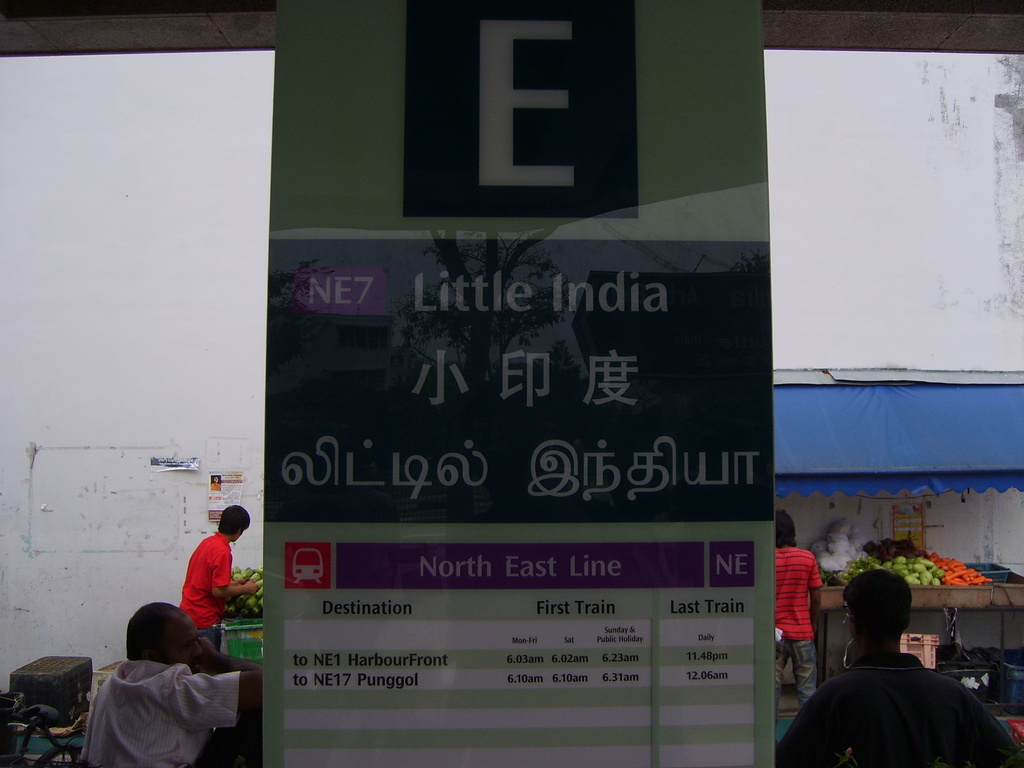 E
NE7 Little India
小印度
லிட்டில் இந்தியா
North East Line NE
Destination First Train Last Train
Mon-Fri Sat Sunday & Public Holiday Daily
to NE1 HarbourFront 6.03am 6.02am 6.23am 11.48pm
to NE17 Punggol 6.10am 6.10am 6.31am 12.06am